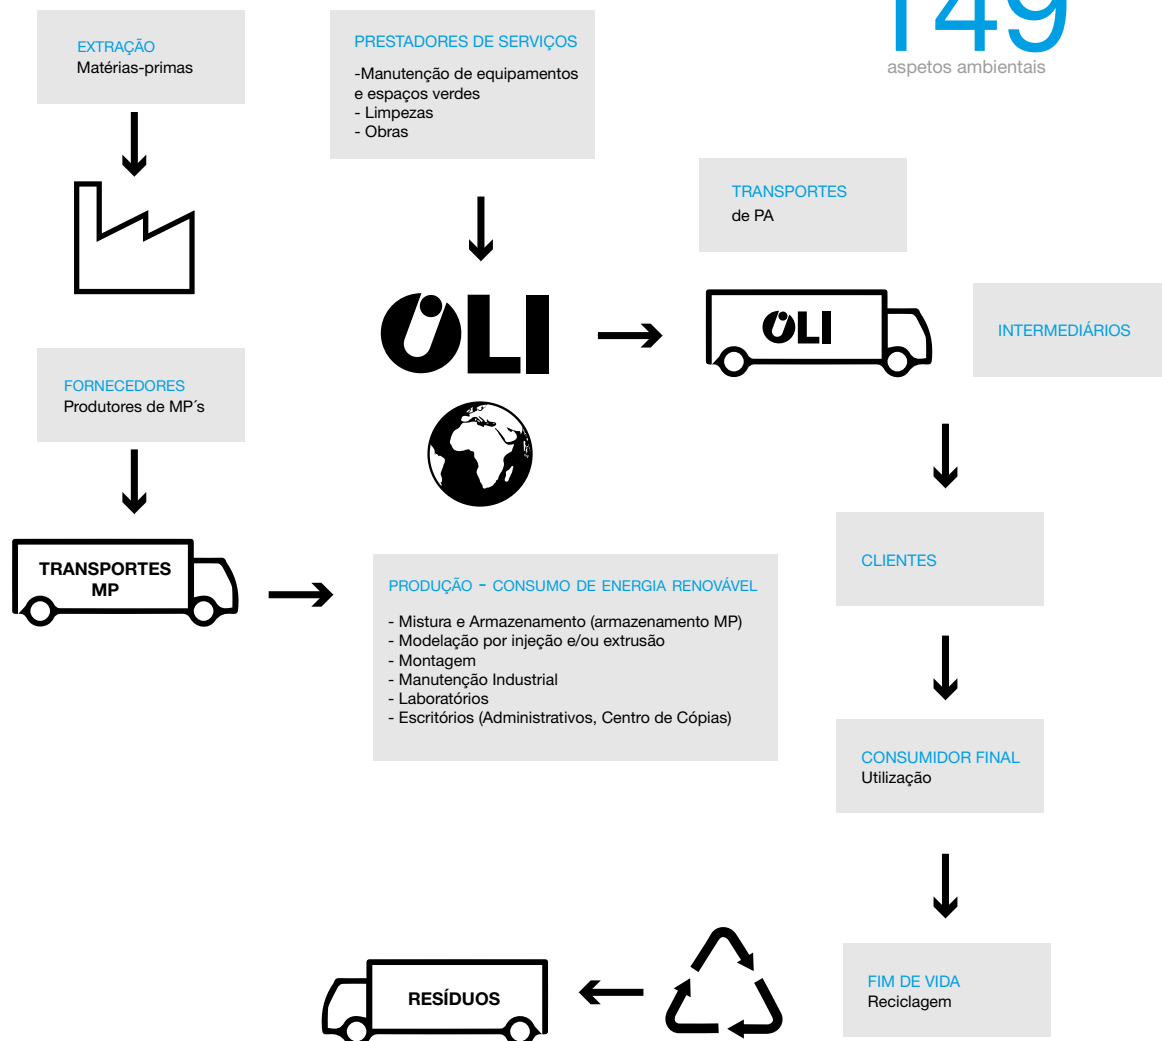 149
aspetos ambientais
EXTRAÇÃO
Matérias-primas
PRESTADORES DE SERVIÇOS
-Manutenção de equipamentos
e espaços verdes
- Limpezas
- Obras
TRANSPORTES
de PA
OLI
OLI
INTERMEDIÁRIOS
FORNECEDORES
Produtores de MP´s
TRANSPORTES
MP
PRODUÇÃO - CONSUMO DE ENERGIA RENOVÁVEL
- Mistura e Armazenamento (armazenamento MP)
- Modelação por injeção e/ou extrusão
- Montagem
- Manutenção Industrial
- Laboratórios
- Escritórios (Administrativos, Centro de Cópias)
CLIENTES
CONSUMIDOR FINAL
Utilização
FIM DE VIDA
Reciclagem
RESÍDUOS